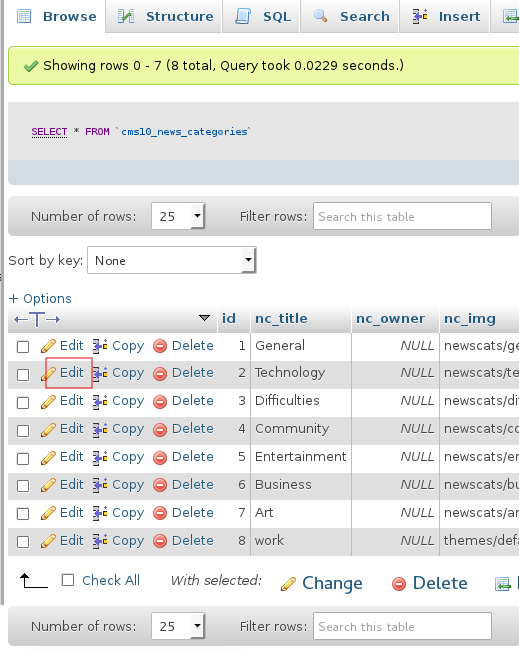 Browse Structure SQL Search Insert
Showing rows 0 - 7 (8 total, Query took 0.0229 seconds.)
SELECT * FROM `cms10_news_categories`
Number of rows: 25 Filter rows: Search this table
Sort by key: None
+ Options
←T→ id nc_title nc_owner nc_img
Edit Copy Delete 1 General NULL newscats/ge
Edit Copy Delete 2 Technology NULL newscats/te
Edit Copy Delete 3 Difficulties NULL newscats/di
Edit Copy Delete 4 Community NULL newscats/co
Edit Copy Delete 5 Entertainment NULL newscats/en
Edit Copy Delete 6 Business NULL newscats/bu
Edit Copy Delete 7 Art NULL newscats/ar
Edit Copy Delete 8 work NULL themes/defa
Check All With selected: Change Delete
Number of rows: 25 Filter rows: Search this table